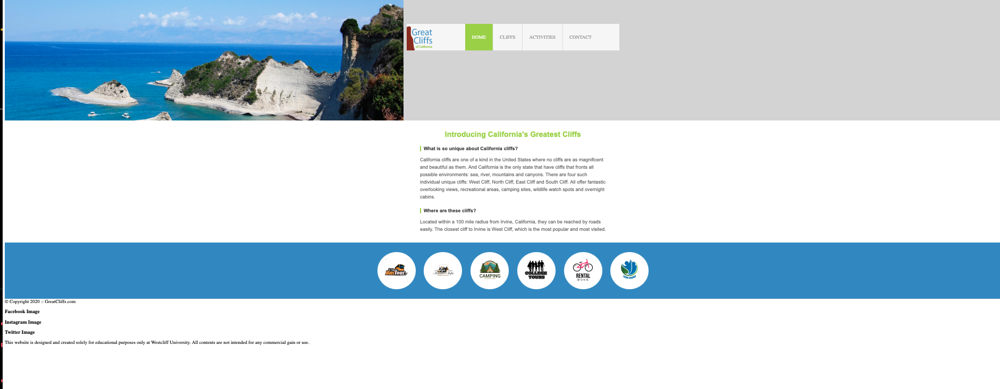 Great
Cliffs
of California
HOME
CLIFFS
ACTIVITIES
CONTACT
Introducing California's Greatest Cliffs
What is so unique about California cliffs?
California cliffs are one of a kind in the United States where no cliffs are as magnificent
and beautiful as them. And California is the only state that have cliffs that fronts all
possible environments: sea, river, mountains and canyons. There are four such
individual unique cliffs: West Cliff, North Cliff, East Cliff and South Cliff. All offer fantastic
overlooking views, recreational areas, camping sites, wildlife watch spots and overnight
cabins.
Where are these cliffs?
Located within a 100 mile radius from Irvine, California, they can be reached by roads
easily. The closest cliff to Irvine is West Cliff, which is the most popular and most visited.
BusTour
CAMPING
COLLEGE
TOURS
RENTAL
B•I•K•E
TOUR GROUP
© Copyright 2020 :: GreatCliffs.com
Facebook Image
Instagram Image
Twitter Image
This website is designed and created solely for educational purposes only at Westcliff University. All contents are not intended for any commercial gain or use.